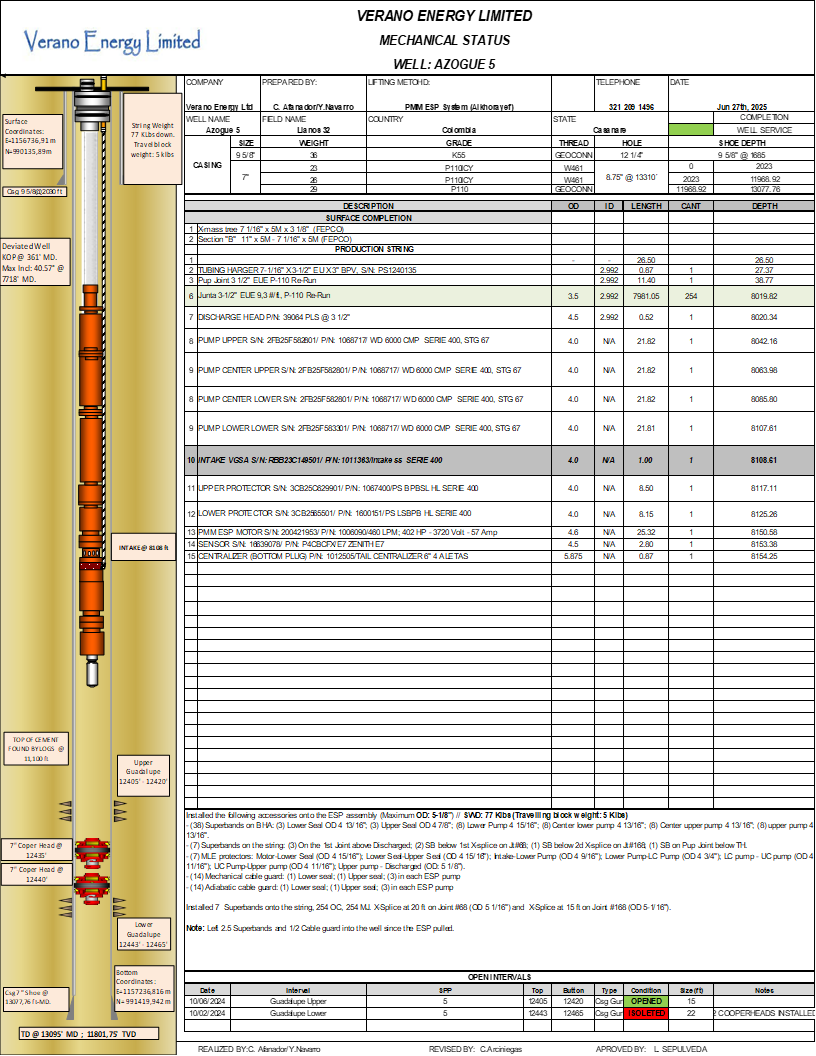 VERANO ENERGY LIMITED
MECHANICAL STATUS
WELL: AZOGUE 5
Verano Energy Limited
COMPANY PREPARED BY: LIFTING METOHD: TELEPHONE DATE
Verano Energy Ltd C. Afanador/Y.Navarro PMM ESP System (Alkhorayef) 321 209 1496 Jun 27th, 2025
WELL NAME FIELD NAME COUNTRY STATE COMPLETION
Azogue 5 Llanos 32 Colombia Casanare WELL SERVICE
CASING SIZE WEIGHT GRADE THREAD HOLE SHOE DEPTH
9 5/8" 36 K55 GEOCONN 12 1/4" 9 5/8" @ 1685
7" 23 P110ICY W461 8.75" @ 13310' 0 2023
26 P110ICY W461 2023 11968.92
29 P110 GEOCONN 11968.92 13077.76
DESCRIPTION OD ID LENGTH CANT DEPTH
SURFACE COMPLETION
1 X-mass tree 7 1/16" x 5M x 3 1/8" (FEPCO)
2 Section "B" 11" x 5M - 7 1/16" x 5M (FEPCO)
PRODUCTION STRING
1 - - 26.50 26.50
2 TUBING HARGER 7-1/16" X 3-1/2" EU X 3" BPV, S/N: PS1240135 2.992 0.87 1 27.37
3 Pup Joint 3 1/2" EUE P-110 Re-Run 2.992 11.40 1 38.77
6 Junta 3-1/2" EUE 9,3 #/ft, P-110 Re-Run 3.5 2.992 7981.05 254 8019.82
7 DISCHARGE HEAD P/N: 39064 PLS @ 3 1/2" 4.5 2.992 0.52 1 8020.34
8 PUMP UPPER S/N: 2FB25F582801/ P/N: 1068717/ WD 6000 CMP SERIE 400, STG 67 4.0 N/A 21.82 1 8042.16
9 PUMP CENTER UPPER S/N: 2FB25F582801/ P/N: 1068717/ WD 6000 CMP SERIE 400, STG 67 4.0 N/A 21.82 1 8063.98
8 PUMP CENTER LOWER S/N: 2FB25F582801/ P/N: 1068717/ WD 6000 CMP SERIE 400, STG 67 4.0 N/A 21.82 1 8085.80
9 PUMP LOWER LOWER S/N: 2FB25F583301/ P/N: 1068717/ WD 6000 CMP SERIE 400, STG 67 4.0 N/A 21.81 1 8107.61
10 INTAKE VGSA S/N: RBB23C149501/ P/N:1011363/Intake ss SERIE 400 4.0 N/A 1.00 1 8108.61
11 UPPER PROTECTOR S/N: 3CB25C629901/ P/N: 1067400/PS BPBSL HL SERIE 400 4.0 N/A 8.50 1 8117.11
12 LOWER PROTECTOR S/N: 3CB2565501/ P/N: 1600151/PS LSBPB HL SERIE 400 4.0 N/A 8.15 1 8125.26
13 PMM ESP MOTOR S/N: 200421953/ P/N: 1006090/460 LPM; 402 HP - 3720 Volt - 57 Amp 4.6 N/A 25.32 1 8150.58
14 SENSOR S/N: 16639078/ P/N: P4CBCFX/E7 ZENITH E7 4.5 N/A 2.80 1 8153.38
15 CENTRALIZER (BOTTOM PLUG) P/N: 1012505/TAIL CENTRALIZER 6" 4 ALETAS 5.875 N/A 0.87 1 8154.25
Surface
Coordinates:
E=1156736,91 m
N=990135,89m
String Weight
77 KLbs down.
Travel block
weight: 5 klbs
Csg 9 5/8@2030 ft
Deviated Well
KOP @ 361' MD.
Max Incl: 40.57° @
7718' MD.
INTAKE @ 8108 ft
TOP OF CEMENT
FOUND BY LOGS @
11,100 ft
Upper
Guadalupe
12405' - 12420'
7" Coper Head @
12435'
7" Coper Head @
12440'
Lower
Guadalupe
12443' - 12465'
Csg 7" Shoe @
13077,76 ft-MD.
Bottom
Coordinates:
E=1157236,816 m
N= 991419,942 m
TD @ 13095' MD ; 11801,75' TVD
Installed the following accessories onto the ESP assembly (Maximum OD: 5-1/8") // SWD: 77 Klbs (Travelling block weight: 5 Klbs)
- (38) Superbands on BHA: (3) Lower Seal OD 4 13/16"; (3) Upper Seal OD 4 7/8"; (8) Lower Pump 4 15/16"; (8) Center lower pump 4 13/16"; (8) Center upper pump 4 13/16"; (8) upper pump 4
13/16".
- (7) Superbands on the string: (3) On the 1st Joint above Discharged; (2) SB below 1st Xsplice on Jt#68; (1) SB below 2d X-splice on Jt#168; (1) SB on Pup Joint below TH.
- (7) MLE protectors: Motor-Lower Seal (OD 4 15/16"); Lower Seal-Upper Seal (OD 4 15/16"); Intake-Lower Pump (OD 4 9/16"); Lower Pump-LC Pump (OD 4 3/4"); LC pump - UC pump (OD 4
11/16"); UC Pump-Upper pump (OD 4 11/16"); Upper pump - Discharged (OD: 5 1/8").
- (14) Mechanical cable guard: (1) Lower seal; (1) Upper seal; (3) in each ESP pump
- (14) Adiabatic cable guard: (1) Lower seal; (1) Upper seal; (3) in each ESP pump
Installed 7 Superbands onto the string, 254 OC, 254 MJ. X-Splice at 20 ft on Joint #68 (OD 5 1/16") and X-Splice at 15 ft on Joint #168 (OD 5-1/16").
Note: Left 2.5 Superbands and 1/2 Cable guard into the well since the ESP pulled.
OPEN INTERVALS
Date Interval SPP Top Button Type Condition Size (ft) Notes
10/06/2024 Guadalupe Upper 5 12405 12420 Csg Gun OPENED 15
10/02/2024 Guadalupe Lower 5 12443 12465 Csg Gun ISOLETED 22 2 COOPERHEADS INSTALLED
REALIZED BY:C. Afanador/Y.Navarro REVISED BY: C.Arciniegas APROVED BY: L. SEPULVEDA